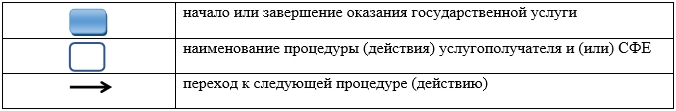 начало или завершение оказания государственной услуги
наименование процедуры (действия) услугополучателя и (или) СФЕ
переход к следующей процедуре (действию)